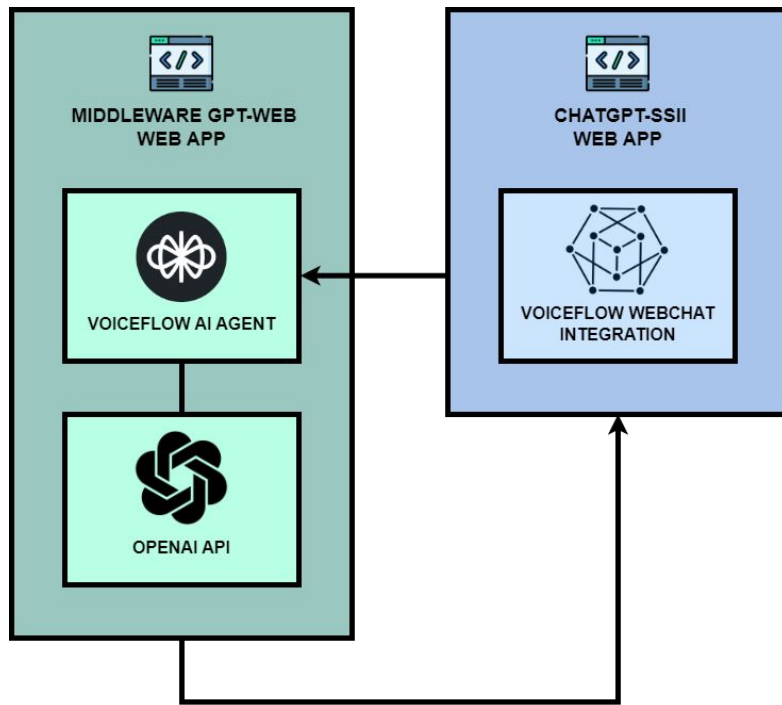 MIDDLEWARE GPT-WEB
WEB APP
VOICEFLOW AI AGENT
OPENAI API
CHATGPT-SSII
WEB APP
VOICEFLOW WEBCHAT
INTEGRATION